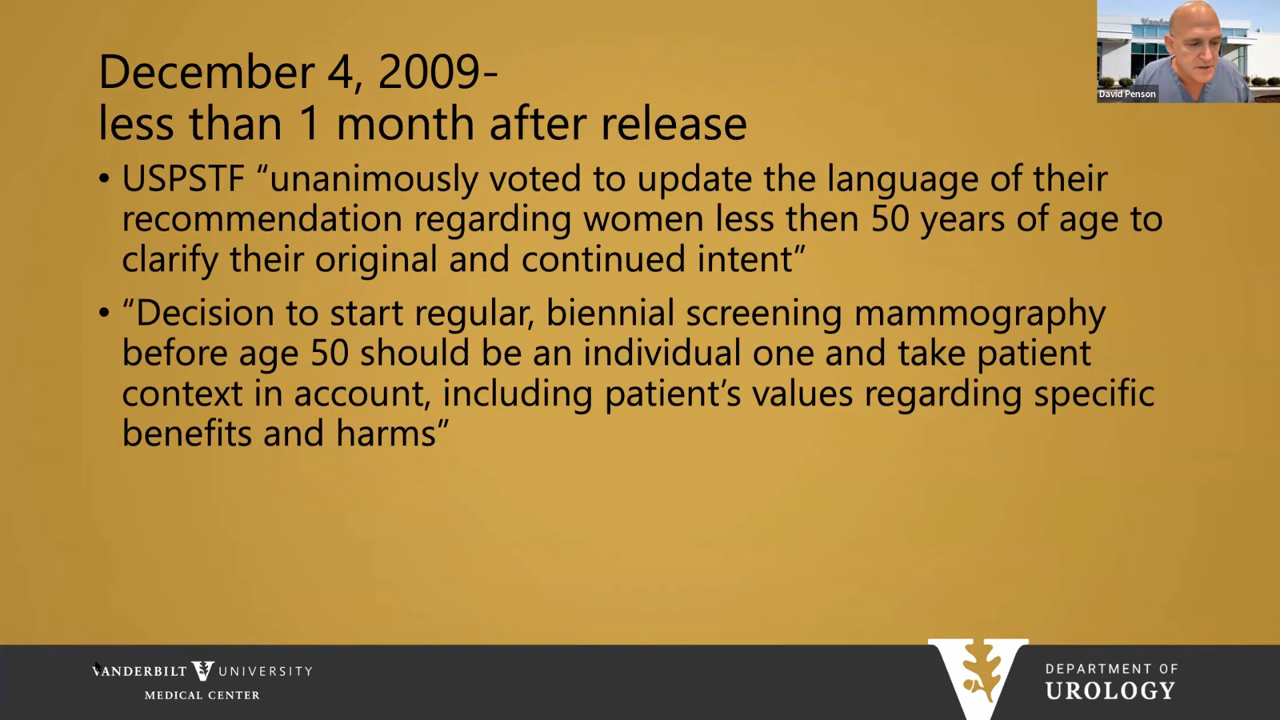 December 4, 2009-
less than 1 month after release
• USPSTF “unanimously voted to update the language of their
recommendation regarding women less then 50 years of age to
clarify their original and continued intent”
• “Decision to start regular, biennial screening mammography
before age 50 should be an individual one and take patient
context in account, including patient’s values regarding specific
benefits and harms”
David Penson
VANDERBILT V UNIVERSITY
MEDICAL CENTER
V
DEPARTMENT OF
UROLOGY